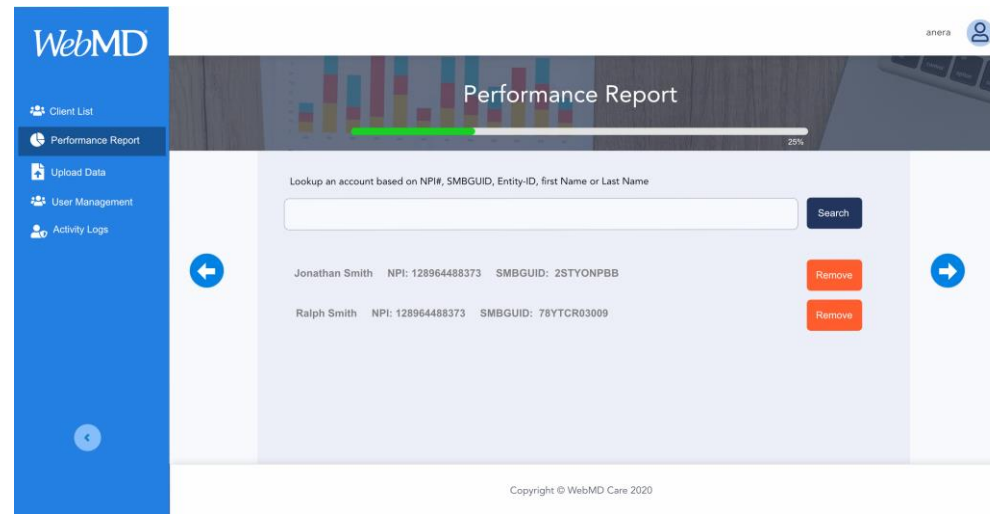 WebMD
anera
Client List
Performance Report
Upload Data
User Management
Activity Logs
Performance Report
25%
Lookup an account based on NPI#, SMBGUID, Entity-ID, first Name or Last Name
Search
Jonathan Smith NPI: 128964488373 SMBGUID: 2STYONPBB
Remove
Ralph Smith NPI: 128964488373 SMBGUID: 78YTCR03009
Remove
Copyright © WebMD Care 2020